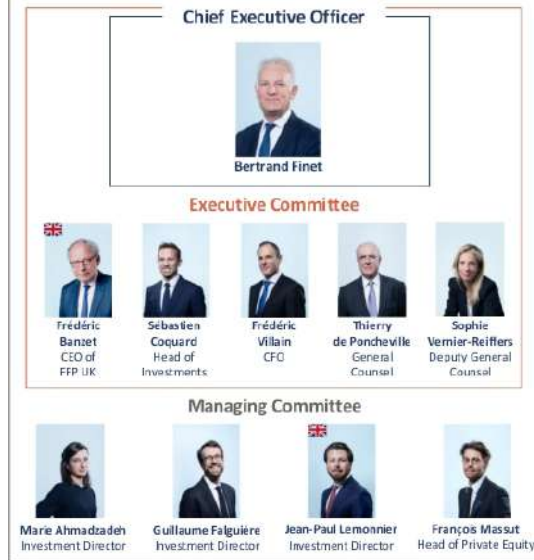 Chief Executive Officer
Bertrand Finet
Executive Committee
Frédéric
Banzet
CEO of
FFP UK
Sébastien
Coquard
Head of
Investments
Frédéric
Villain
CFO
Thierry
de Poncheville
General
Counsel
Sophie
Vernier-Reiffers
Deputy General
Counsel
Managing Committee
Marie Ahmadzadeh
Investment Director
Guillaume Falguière
Investment Director
Jean-Paul Lemonnier
Investment Director
François Massut
Head of Private Equity